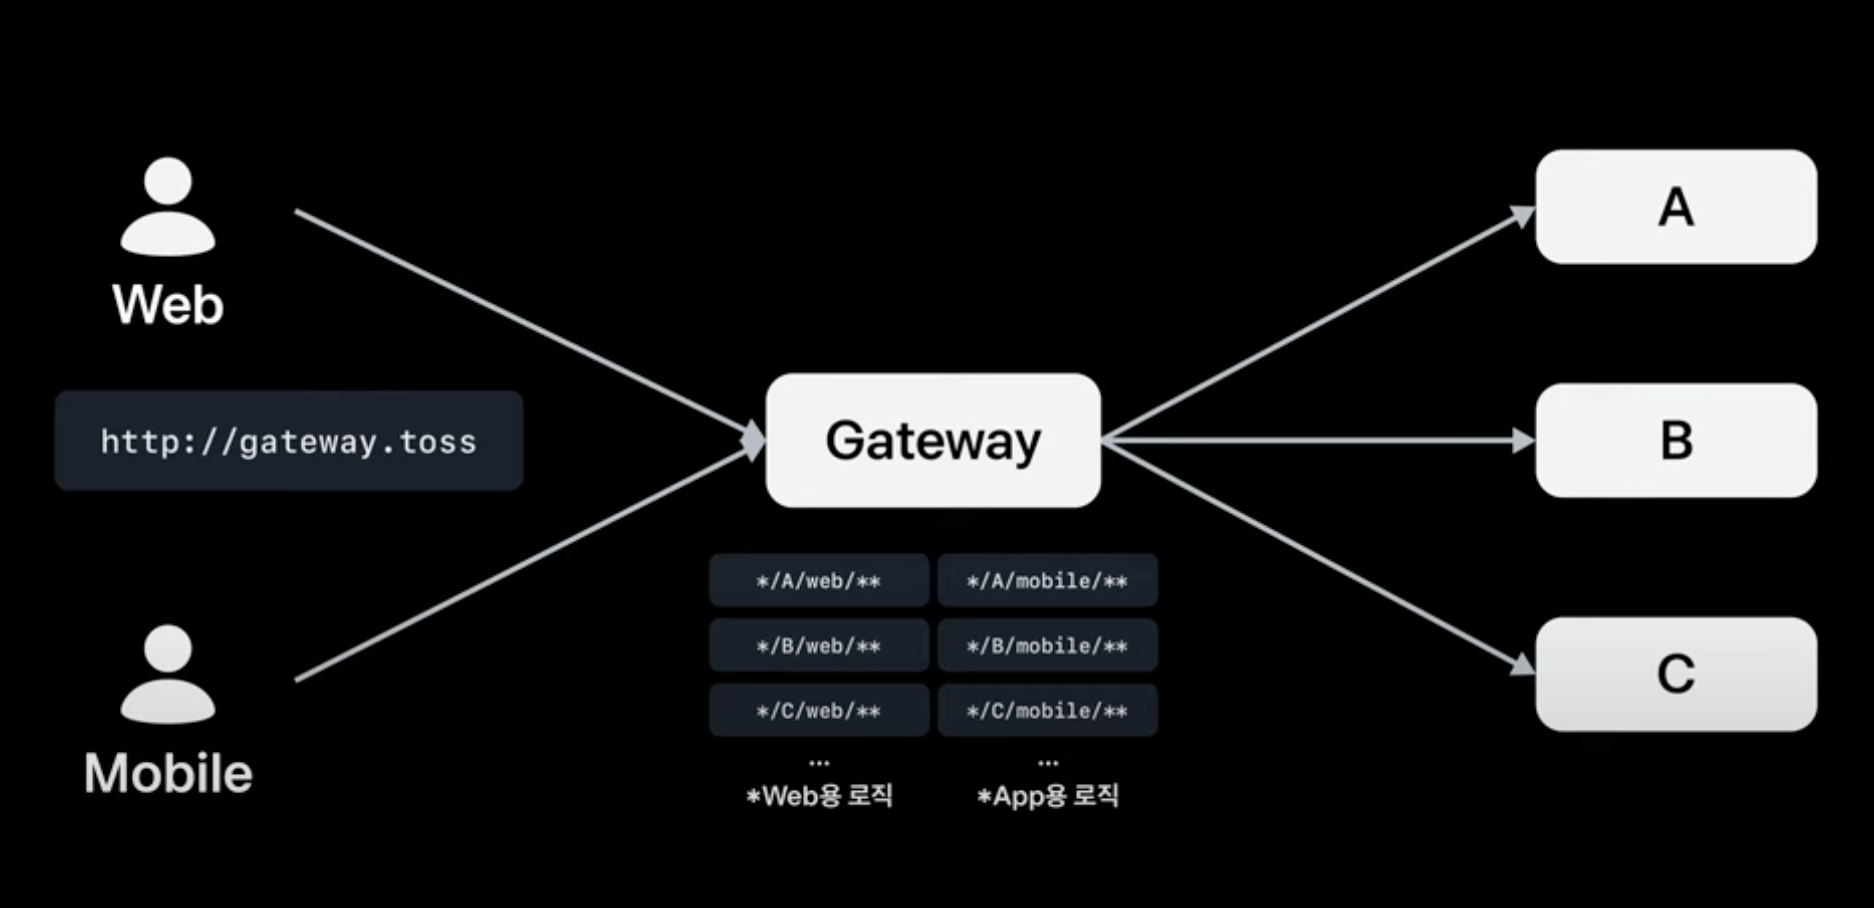 Web
http://gateway.toss
Mobile
Gateway
*/A/web/** */A/mobile/**
*/B/web/** */B/mobile/**
*/C/web/** */C/mobile/**
... ...
*Web용 로직 *App용 로직
A
B
C